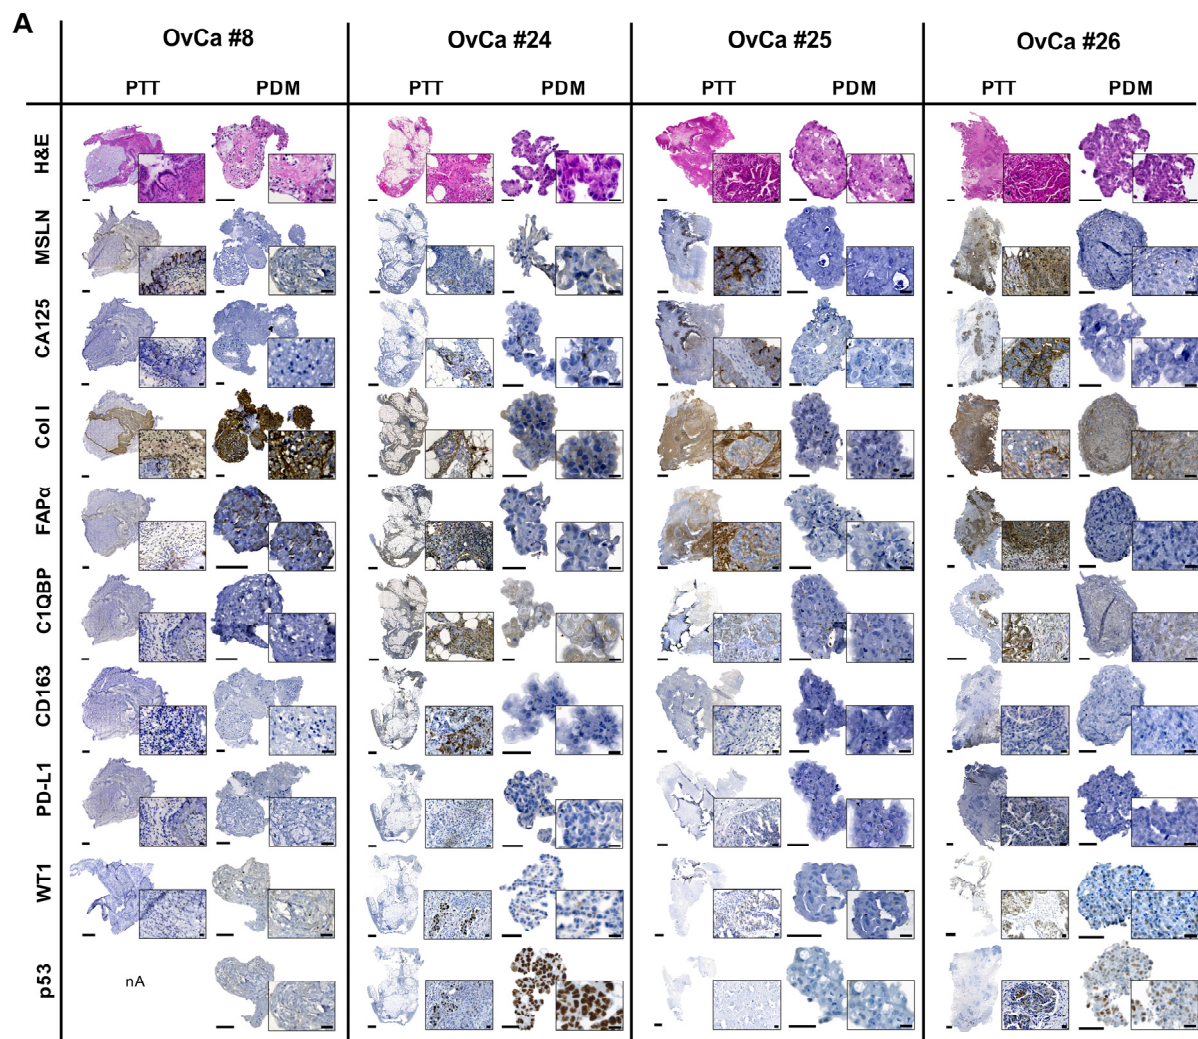 A
OvCa #8 OvCa #24 OvCa #25 OvCa #26
PTT PDM PTT PDM PTT PDM PTT PDM
H&E
MSLN
CA125
Col I
FAPα
C1QBP
CD163
PD-L1
WT1
p53
nA